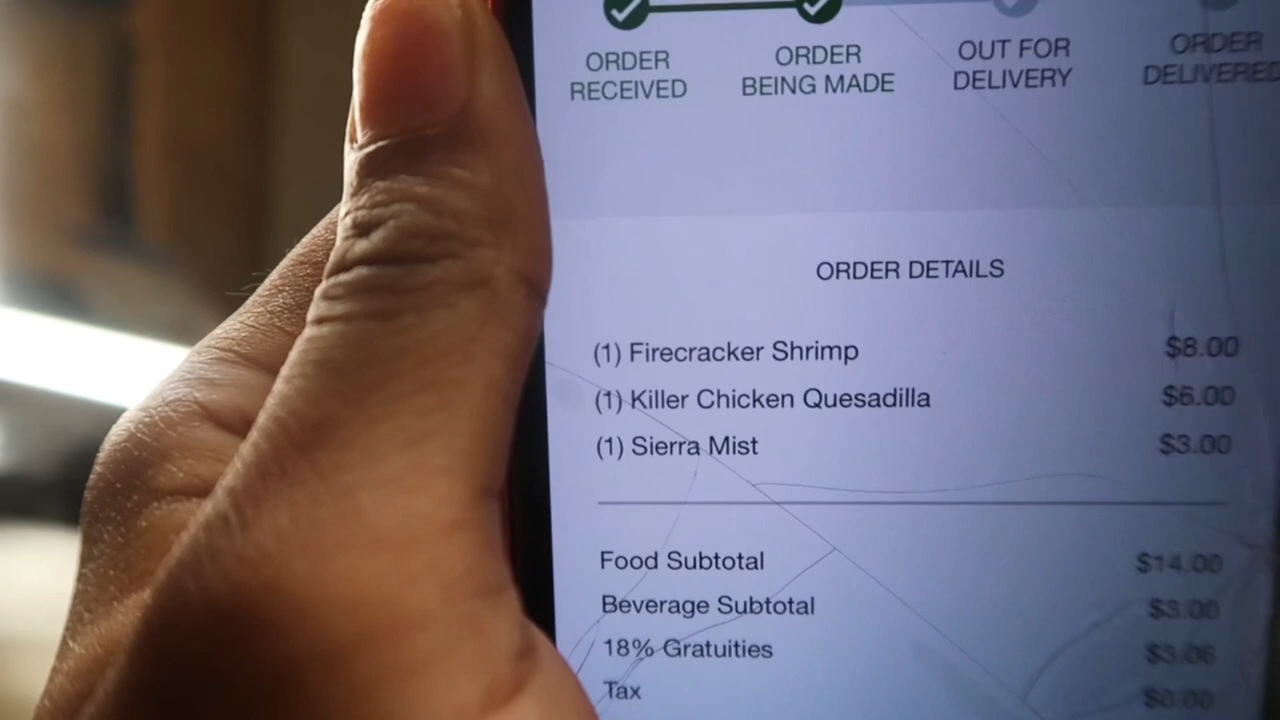 ORDER RECEIVED
ORDER BEING MADE
OUT FOR DELIVERY
ORDER DELIVERED
ORDER DETAILS
(1) Firecracker Shrimp $8.00
(1) Killer Chicken Quesadilla $6.00
(1) Sierra Mist $3.00
Food Subtotal $14.00
Beverage Subtotal $3.00
18% Gratuities $3.06
Tax $0.00